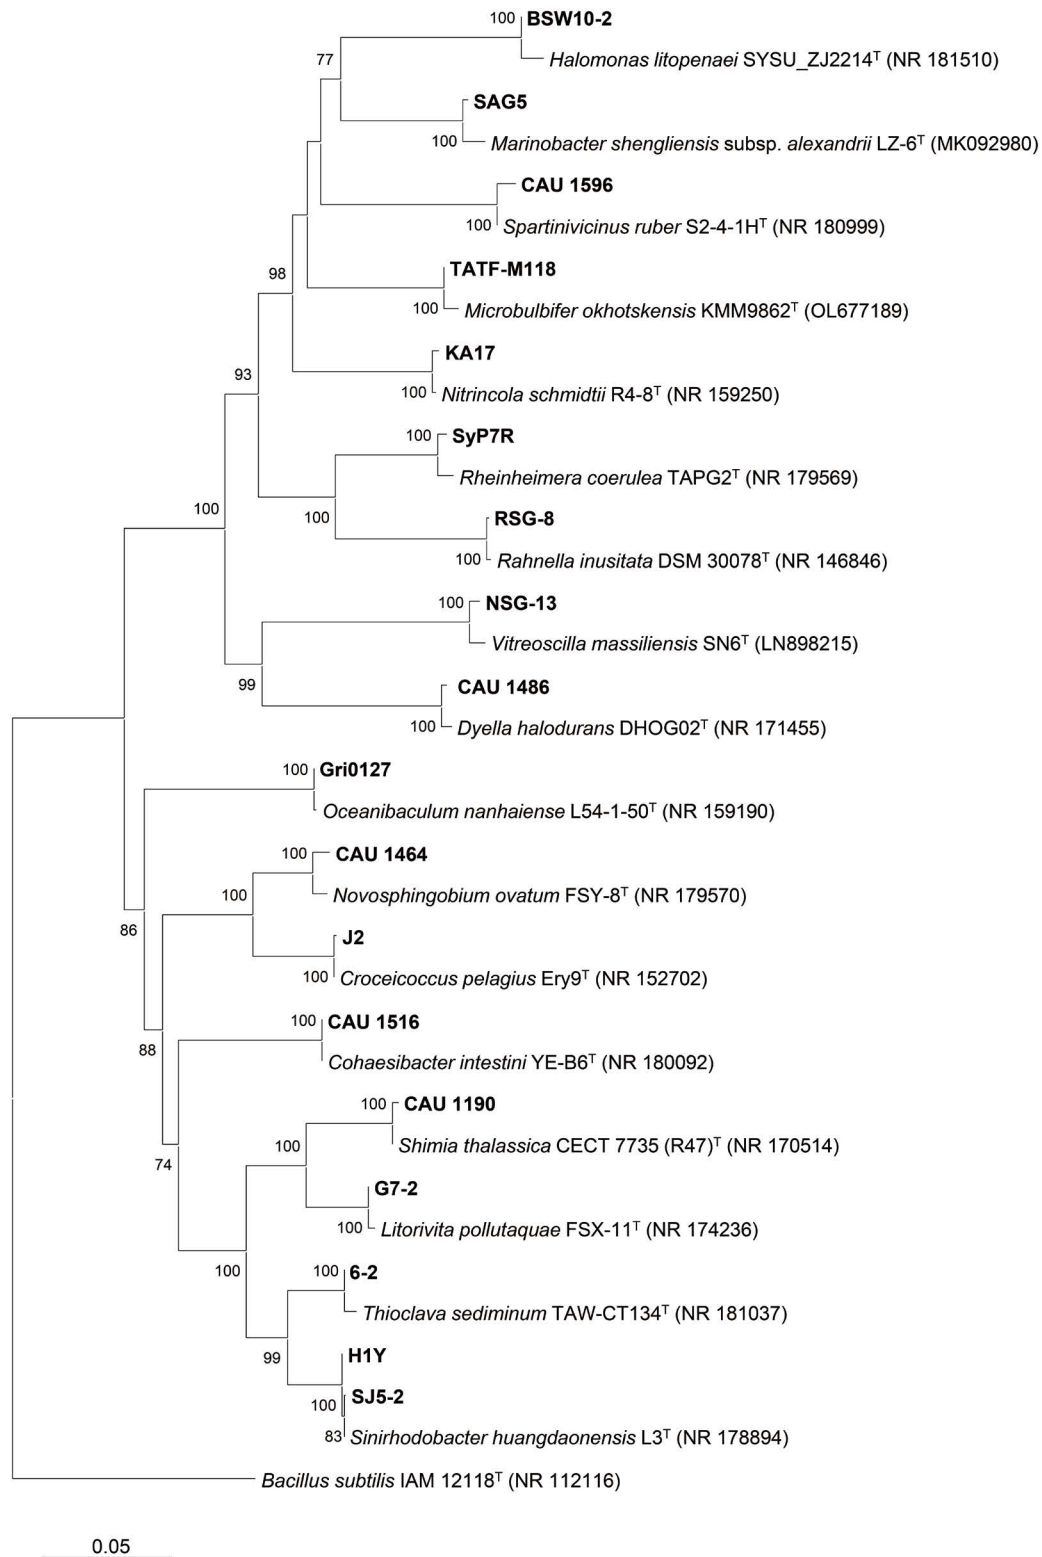 100 BSW10-2
77
Halomonas litopenaei SYSU_ZJ2214ᵀ (NR 181510)
SAG5
100 Marinobacter shengliensis subsp. alexandrii LZ-6ᵀ (MK092980)
CAU 1596
100 Spartinivicinus ruber S2-4-1Hᵀ (NR 180999)
98
TATF-M118
100 Microbulbifer okhotskensis KMM9862ᵀ (OL677189)
KA17
93
100 Nitrincola schmidtii R4-8ᵀ (NR 159250)
100 SyP7R
Rheinheimera coerulea TAPG2ᵀ (NR 179569)
100
100 RSG-8
100 Rahnella inusitata DSM 30078ᵀ (NR 146846)
100 NSG-13
Vitreoscilla massiliensis SN6ᵀ (LN898215)
99 CAU 1486
100 Dyella halodurans DHOG02ᵀ (NR 171455)
100 Gri0127
Oceanibaculum nanhaiense L54-1-50ᵀ (NR 159190)
100 CAU 1464
100 Novosphingobium ovatum FSY-8ᵀ (NR 179570)
86
J2
100 Croceicoccus pelagius Ery9ᵀ (NR 152702)
100 CAU 1516
88
Cohaesibacter intestini YE-B6ᵀ (NR 180092)
100 CAU 1190
100 Shimia thalassica CECT 7735 (R47)ᵀ (NR 170514)
74
G7-2
100 Litorivita pollutaquae FSX-11ᵀ (NR 174236)
100
100 6-2
Thioclava sediminum TAW-CT134ᵀ (NR 181037)
99 H1Y
100 SJ5-2
83 Sinirhodobacter huangdaonensis L3ᵀ (NR 178894)
Bacillus subtilis IAM 12118ᵀ (NR 112116)
0.05